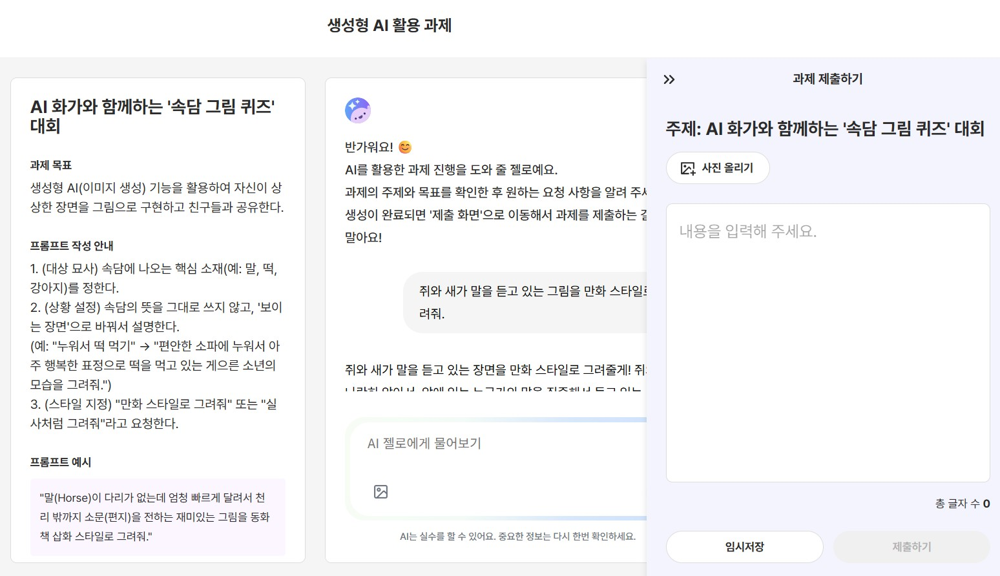 생성형 AI 활용 과제
AI 화가와 함께하는 '속담 그림 퀴즈'
대회
과제 목표
생성형 AI(이미지 생성) 기능을 활용하여 자신이 상
상한 장면을 그림으로 구현하고 친구들과 공유한다.
프롬프트 작성 안내
1. (대상 묘사) 속담에 나오는 핵심 소재(예: 말, 떡,
강아지)를 정한다.
2. (상황 설정) 속담의 뜻을 그대로 쓰지 않고, '보이
는 장면'으로 바꿔서 설명한다.
(예: "누워서 떡 먹기" → "편안한 소파에 누워서 아
주 행복한 표정으로 떡을 먹고 있는 게으른 소년의
모습을 그려줘.")
3. (스타일 지정) "만화 스타일로 그려줘" 또는 "실
사처럼 그려줘"라고 요청한다.
프롬프트 예시
"말(Horse)이 다리가 없는데 엄청 빠르게 달려서 천
리 밖까지 소문(편지)을 전하는 재미있는 그림을 동화
책 삽화 스타일로 그려줘."
반가워요! 😊
AI를 활용한 과제 진행을 도와 줄 젤로예요.
과제의 주제와 목표를 확인한 후 원하는 요청 사항을 알려 주
생성이 완료되면 '제출 화면'으로 이동해서 과제를 제출하는
말아요!
쥐와 새가 말을 듣고 있는 그림을 만화 스타일로
려줘.
쥐와 새가 말을 듣고 있는 장면을 만화 스타일로 그려줄게!
AI 젤로에게 물어보기
AI는 실수를 할 수 있어요. 중요한 정보는 다시 한번 확인하세요.
과제 제출하기
주제: AI 화가와 함께하는 '속담 그림 퀴즈' 대회
사진 올리기
내용을 입력해 주세요.
총 글자 수 0
임시저장
제출하기